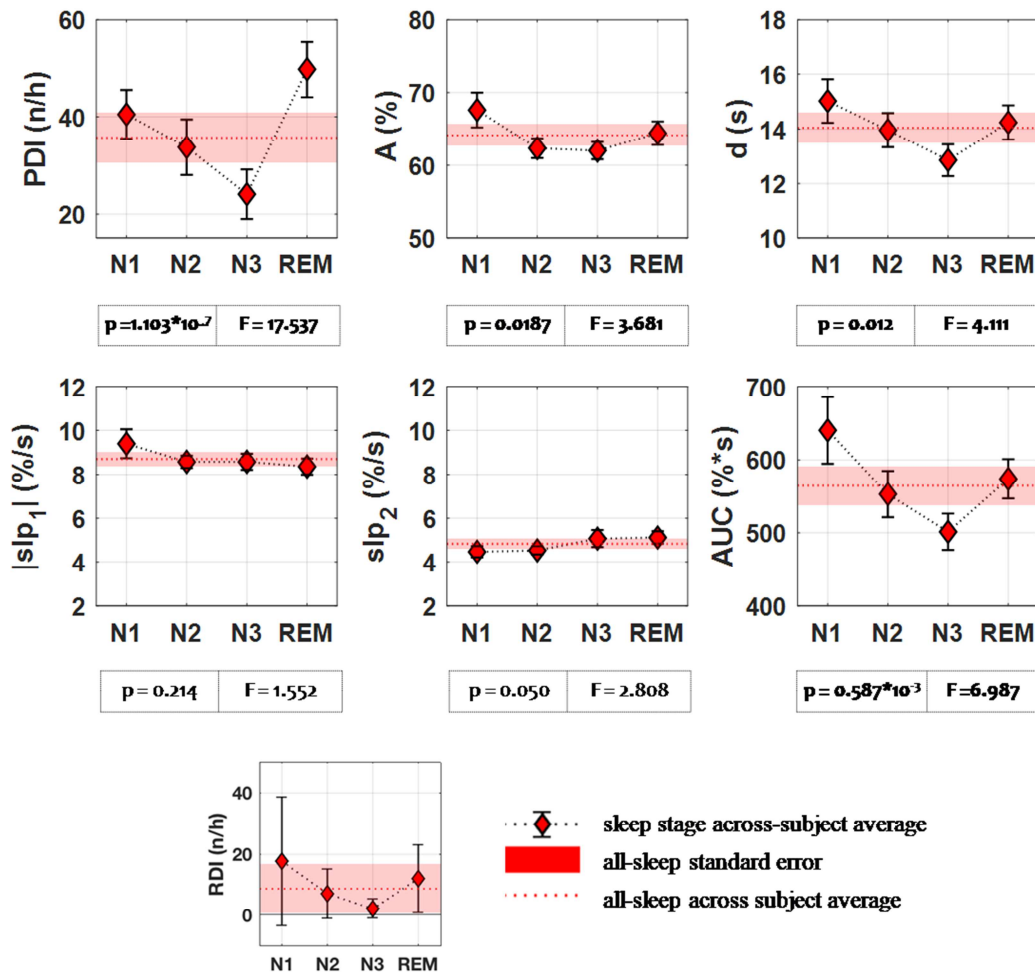 PDI (n/h)
60
40
20
N1 N2 N3 REM
p=1.103*10-7 F= 17.537
A (%)
80
70
60
50
N1 N2 N3 REM
p = 0.0187 F= 3.681
d (s)
18
16
14
12
10
N1 N2 N3 REM
p = 0.012 F= 4.111
|slp1| (%/s)
12
10
8
6
4
2
N1 N2 N3 REM
p = 0.214 F= 1.552
slp2 (%/s)
12
10
8
6
4
2
N1 N2 N3 REM
p = 0.050 F= 2.808
AUC (%*s)
700
600
500
400
N1 N2 N3 REM
p = 0.587*10-3 F=6.987
RDI (n/h)
40
20
0
N1 N2 N3 REM
sleep stage across-subject average
all-sleep standard error
all-sleep across subject average